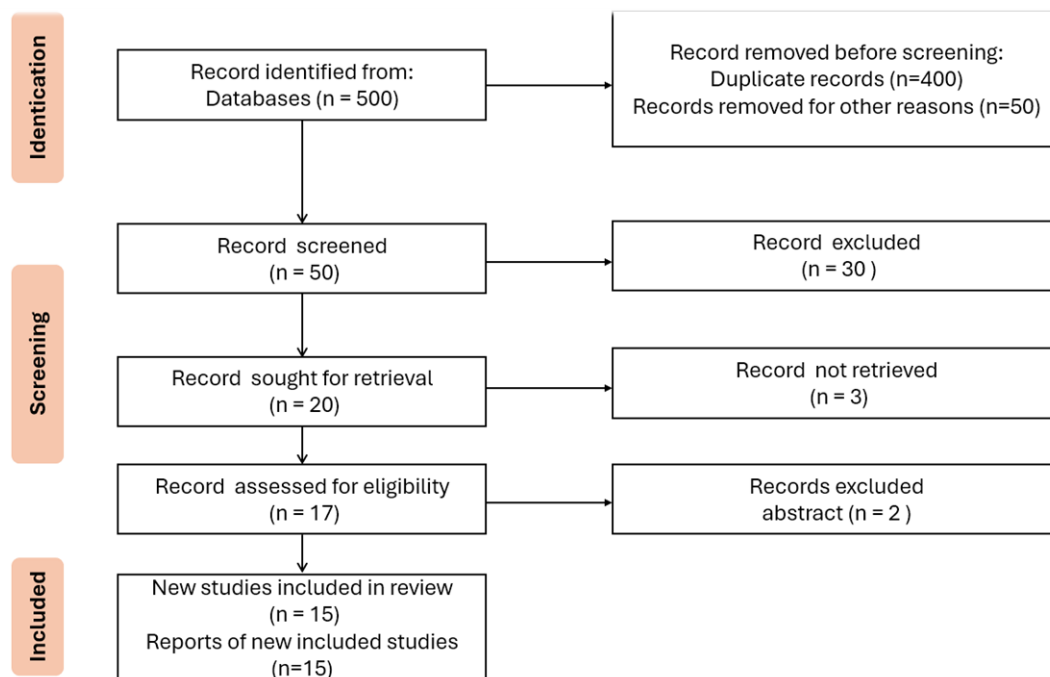 Identication
Record identified from:
Databases (n = 500)
Record removed before screening:
Duplicate records (n=400)
Records removed for other reasons (n=50)
Screening
Record screened
(n = 50)
Record excluded
(n = 30 )
Record sought for retrieval
(n = 20)
Record not retrieved
(n = 3)
Record assessed for eligibility
(n = 17)
Records excluded
abstract (n = 2 )
Included
New studies included in review
(n = 15)
Reports of new included studies
(n=15)